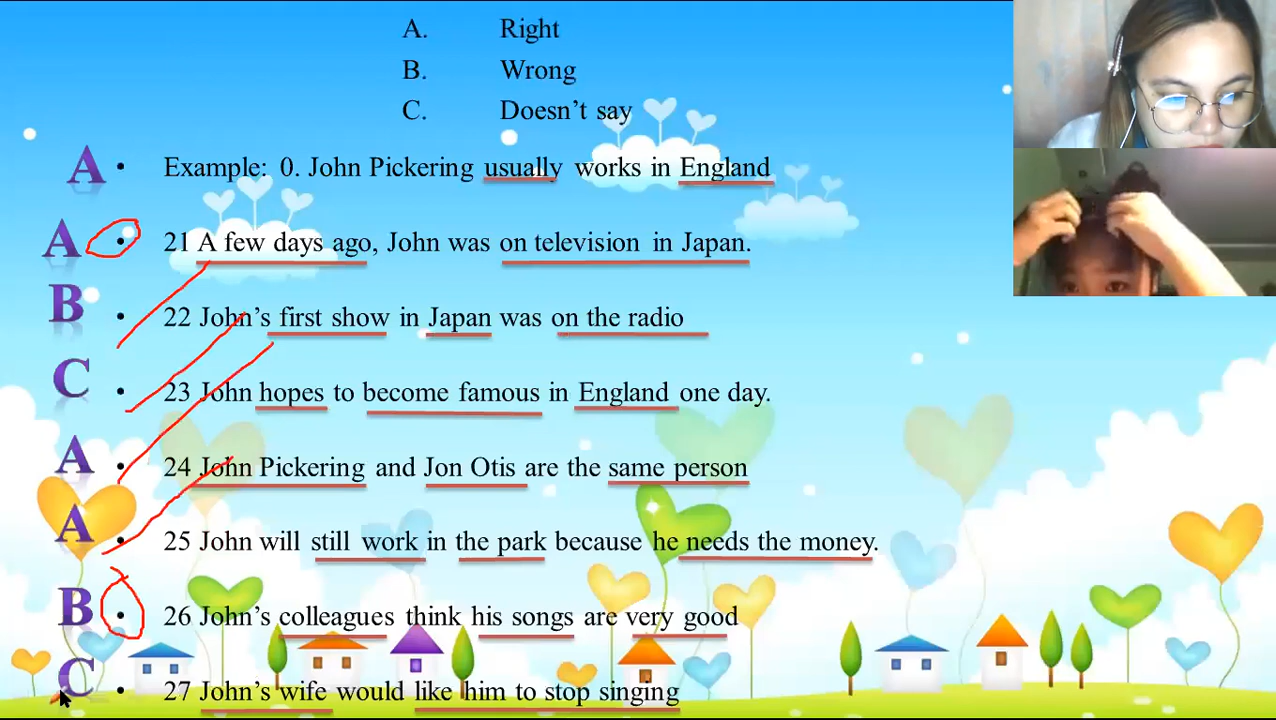 A. Right
B. Wrong
C. Doesn't say
A • Example: 0. John Pickering usually works in England
A • 21 A few days ago, John was on television in Japan.
B • 22 John's first show in Japan was on the radio
C • 23 John hopes to become famous in England one day.
A • 24 John Pickering and Jon Otis are the same person
A • 25 John will still work in the park because he needs the money.
B • 26 John's colleagues think his songs are very good
C • 27 John's wife would like him to stop singing